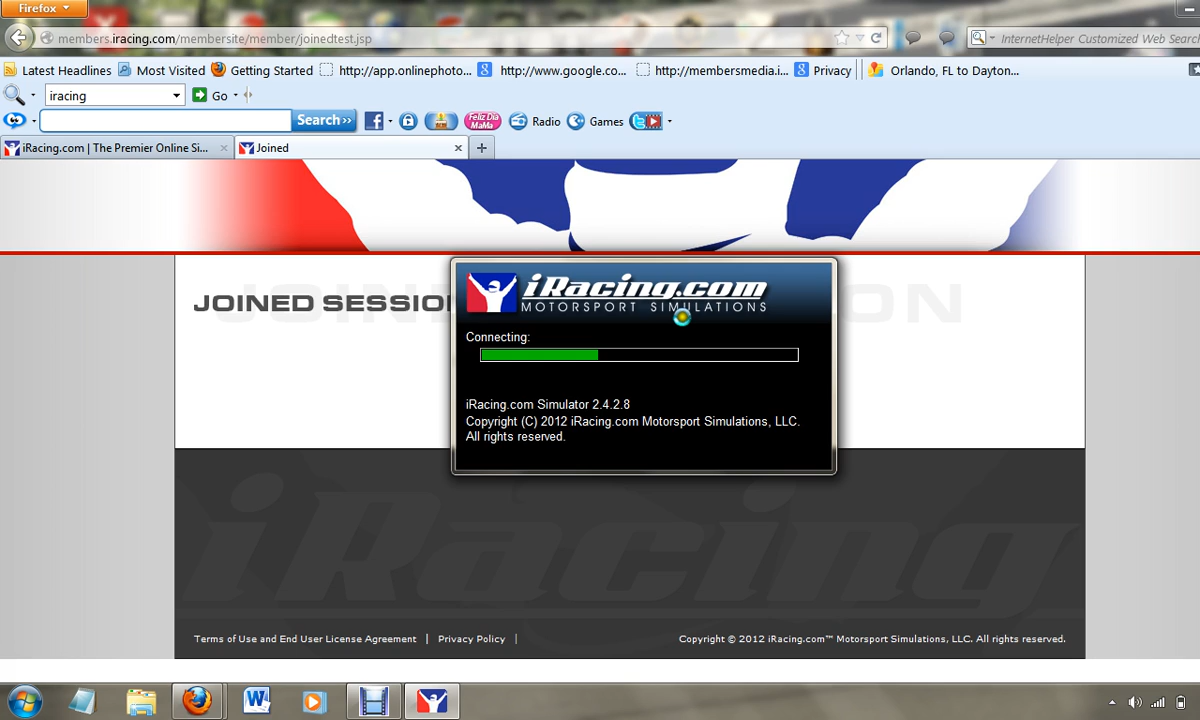 Firefox
members.iracing.com/membersite/member/joinedtest.jsp
InternetHelper Customized Web Searc
Latest Headlines Most Visited Getting Started http://app.onlinephoto... http://www.google.co... http://membersmedia.i... Privacy Orlando, FL to Dayton...
iracing Go
Search>> Feliz Dia MaMa Radio Games
iRacing.com | The Premier Online Si... Joined
JOINED SESSION
iRacing.com
MOTORSPORT SIMULATIONS
Connecting:
iRacing.com Simulator 2.4.2.8
Copyright (C) 2012 iRacing.com Motorsport Simulations, LLC.
All rights reserved.
iRacing
Terms of Use and End User License Agreement | Privacy Policy |
Copyright © 2012 iRacing.com™ Motorsport Simulations, LLC. All rights reserved.